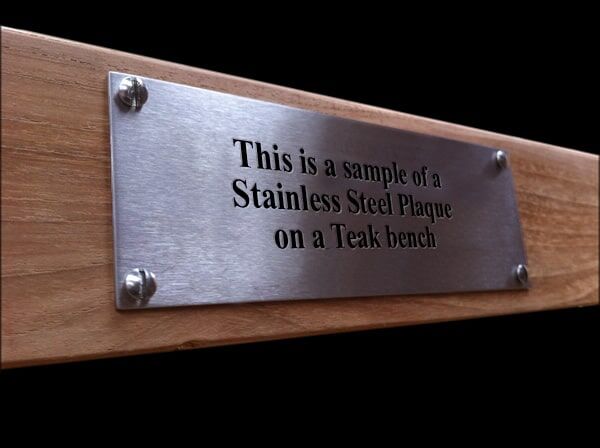 This is a sample of a
Stainless Steel Plaque
on a Teak bench